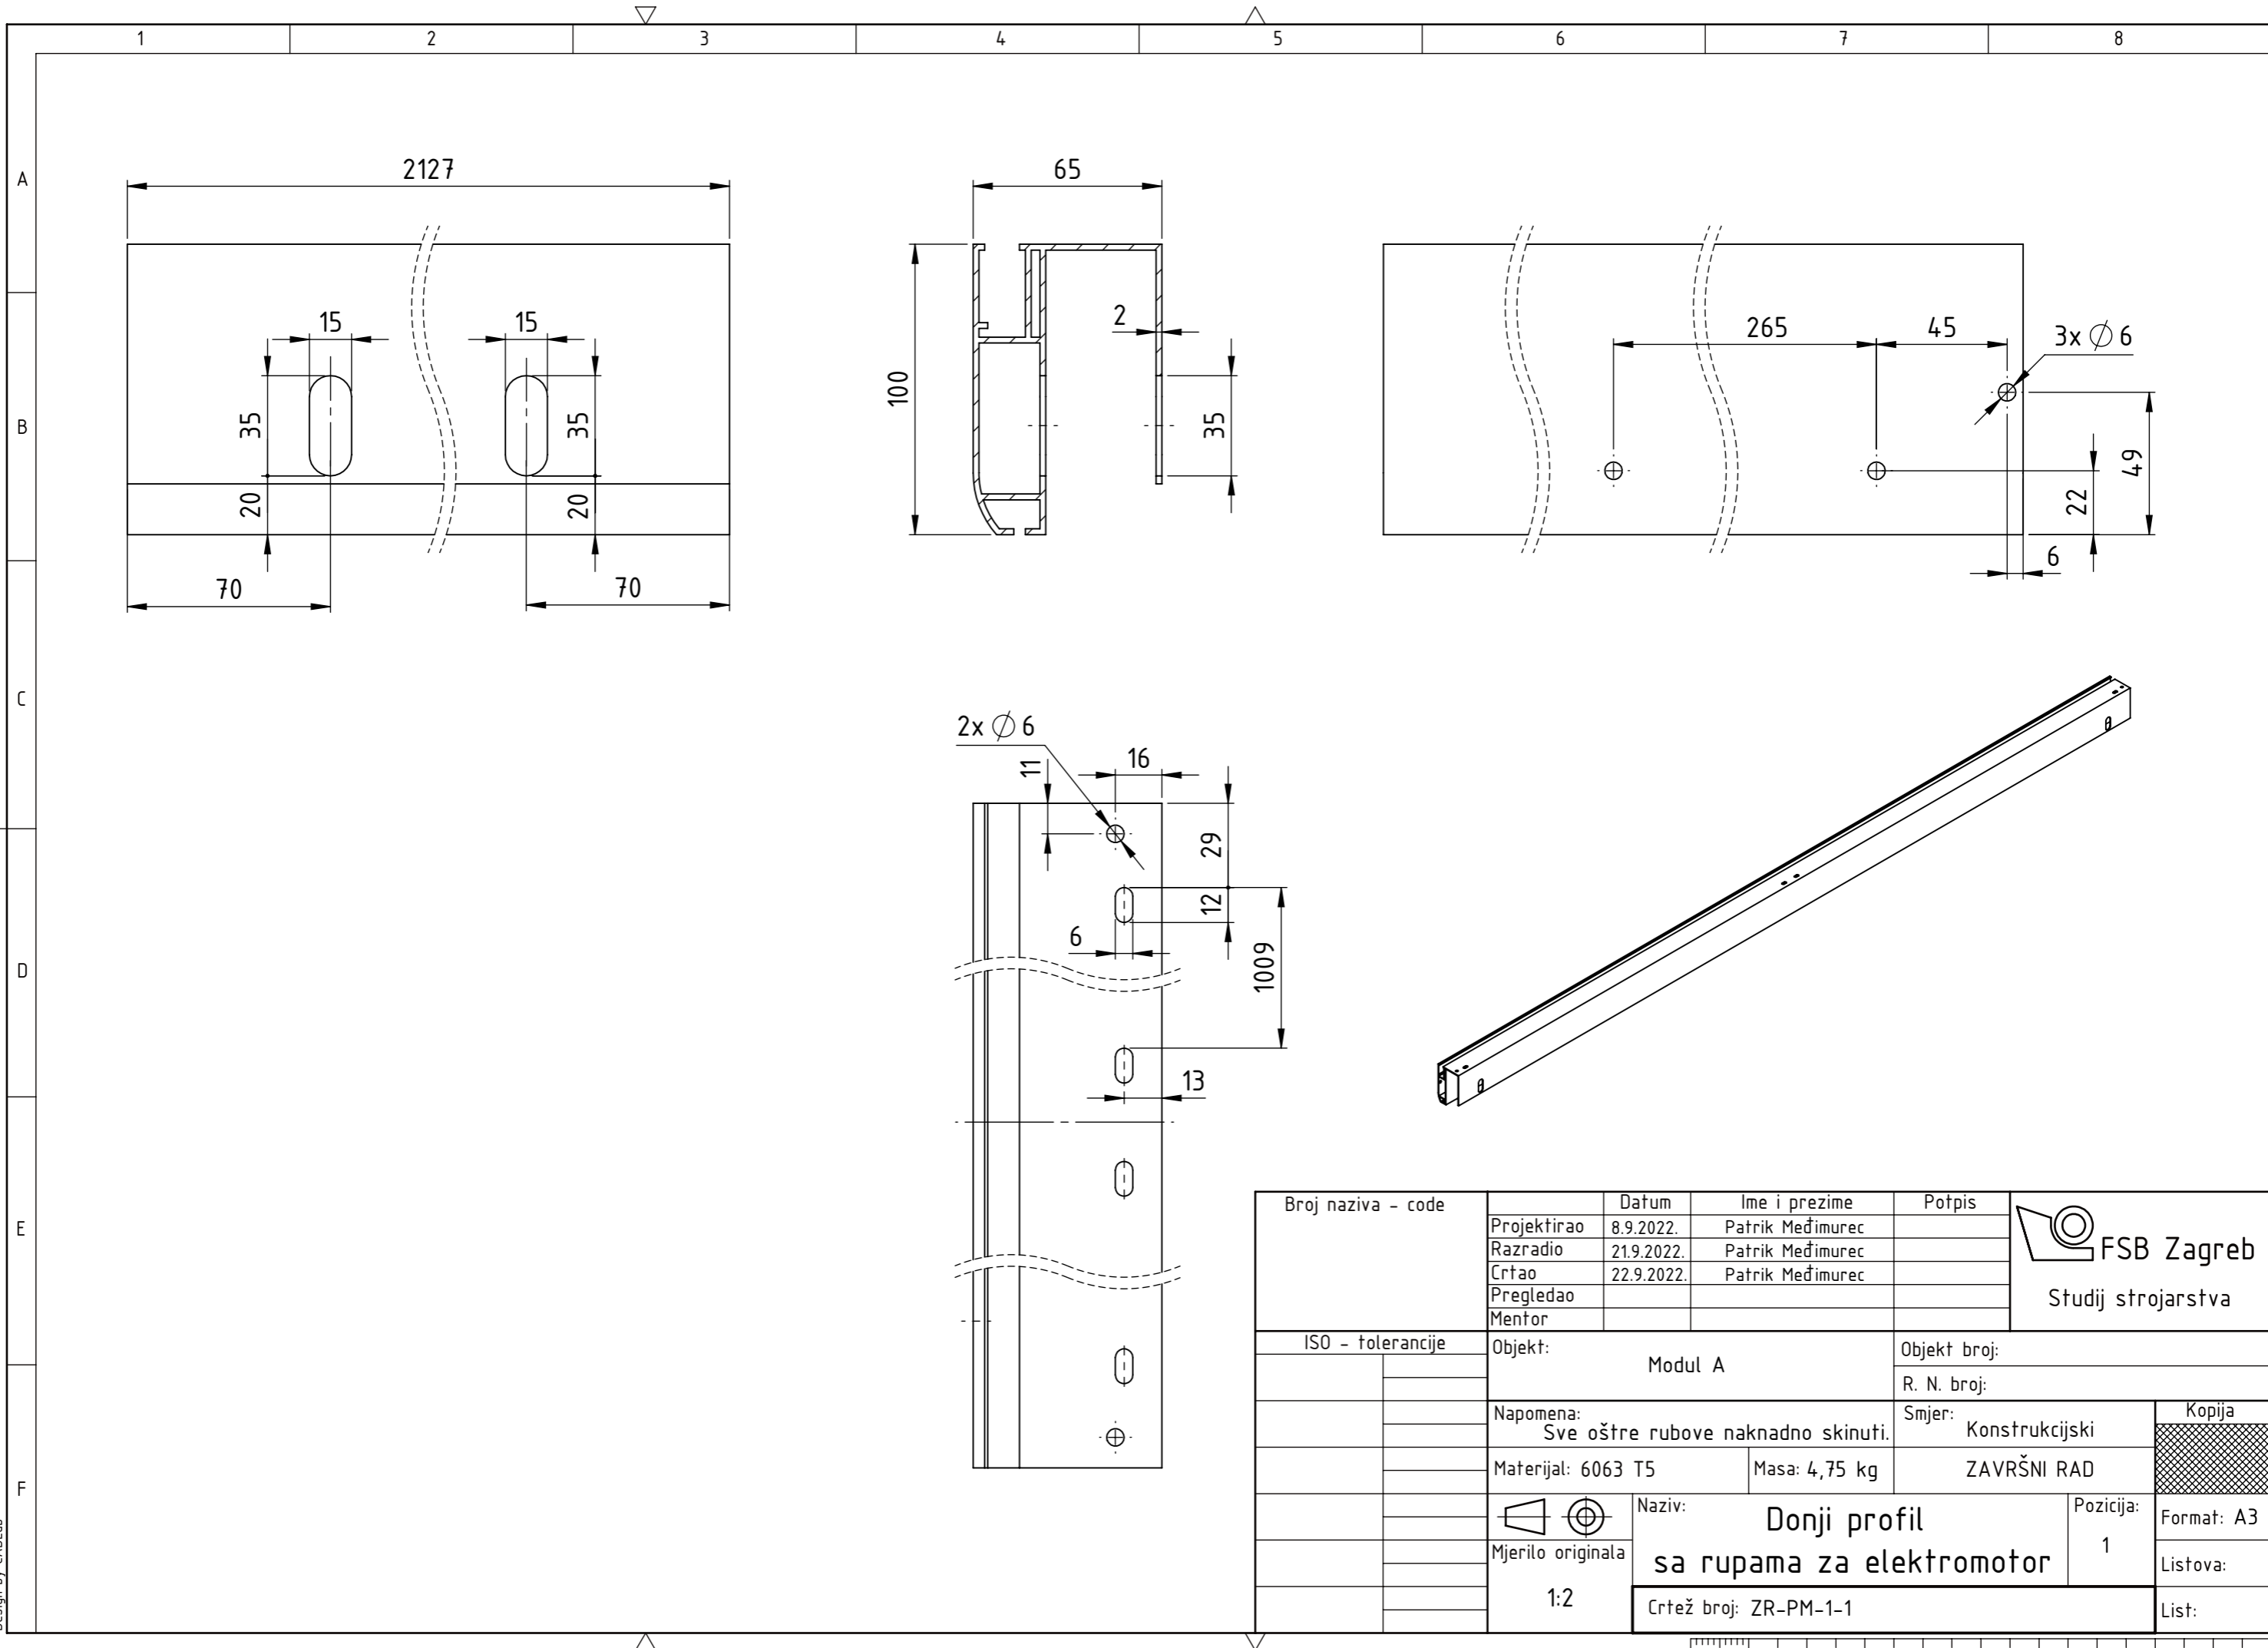 1 2 3 4 5 6 7 8
A
B
C
D
E
F
2127
15
15
35
35
20
20
70
70
65
100
2
35
265
45
3x ∅ 6
49
22
6
2x ∅ 6
11
16
29
12
6
1009
13
Broj naziva - code
Datum Ime i prezime Potpis
Projektirao 8.9.2022. Patrik Međimurec
Razradio 21.9.2022. Patrik Međimurec
Crtao 22.9.2022. Patrik Međimurec
Pregledao
Mentor
FSB Zagreb
Studij strojarstva
ISO - tolerancije
Objekt:
Modul A
Objekt broj:
R. N. broj:
Napomena:
Sve oštre rubove naknadno skinuti.
Smjer:
Konstrukcijski
Kopija
Materijal: 6063 T5
Masa: 4,75 kg
ZAVRŠNI RAD
Naziv:
Donji profil
sa rupama za elektromotor
Pozicija:
1
Format: A3
Mjerilo originala
1:2
Listova:
Crtež broj: ZR-PM-1-1
List: